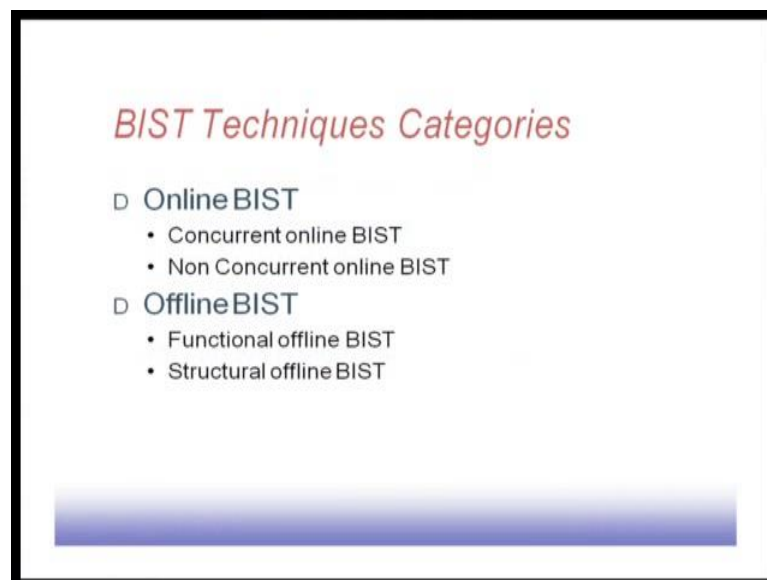 BIST Techniques Categories
D Online BIST
• Concurrent online BIST
• Non Concurrent online BIST
D Offline BIST
• Functional offline BIST
• Structural offline BIST